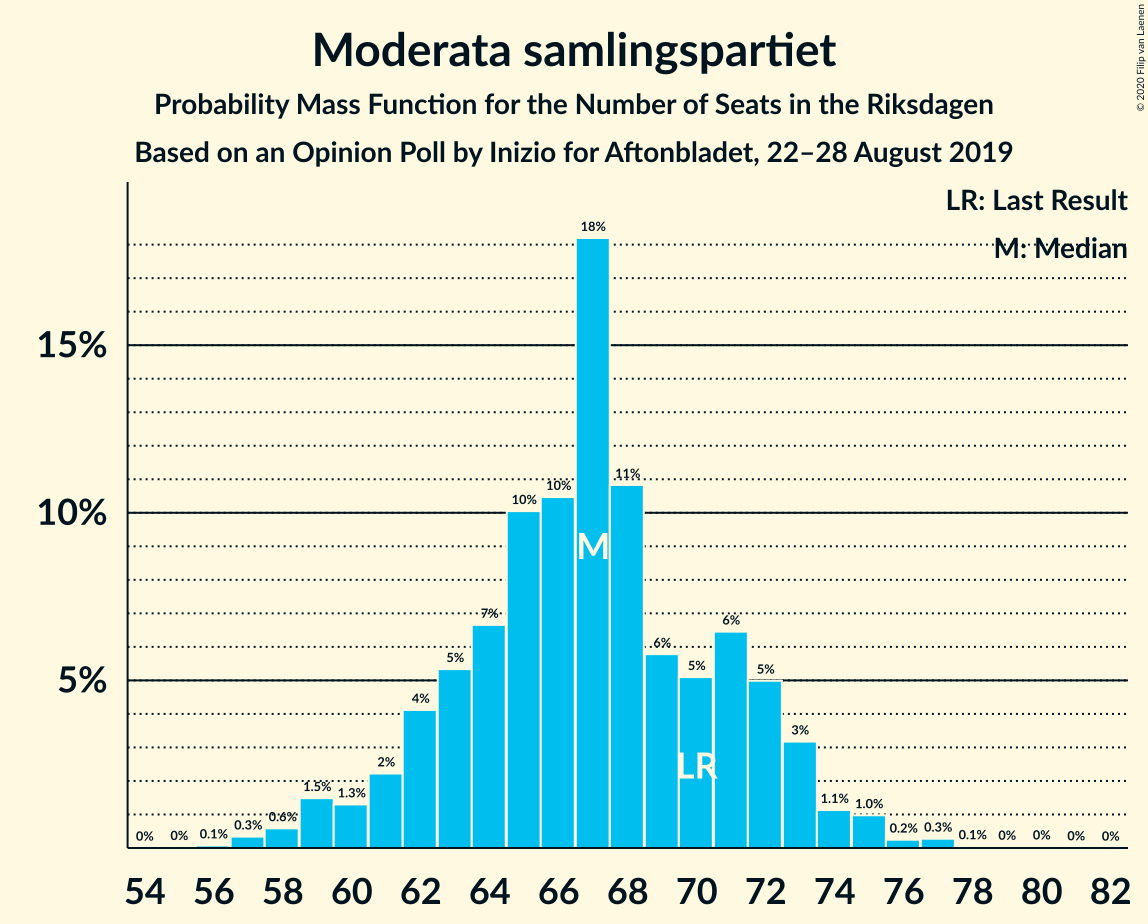 Moderata samlingspartiet
Probability Mass Function for the Number of Seats in the Riksdagen
Based on an Opinion Poll by Inizio for Aftonbladet, 22–28 August 2019
© 2020 Filip van Laenen
LR: Last Result
M: Median
15%
10%
5%
0% 0% 0.1% 0.3% 0.6% 1.5% 1.3% 2% 4% 5% 7% 10% 10% 18% 11% 6% 5% 6% 5% 3% 1.1% 1.0% 0.2% 0.3% 0.1% 0% 0% 0% 0%
M
LR
54 56 58 60 62 64 66 68 70 72 74 76 78 80 82